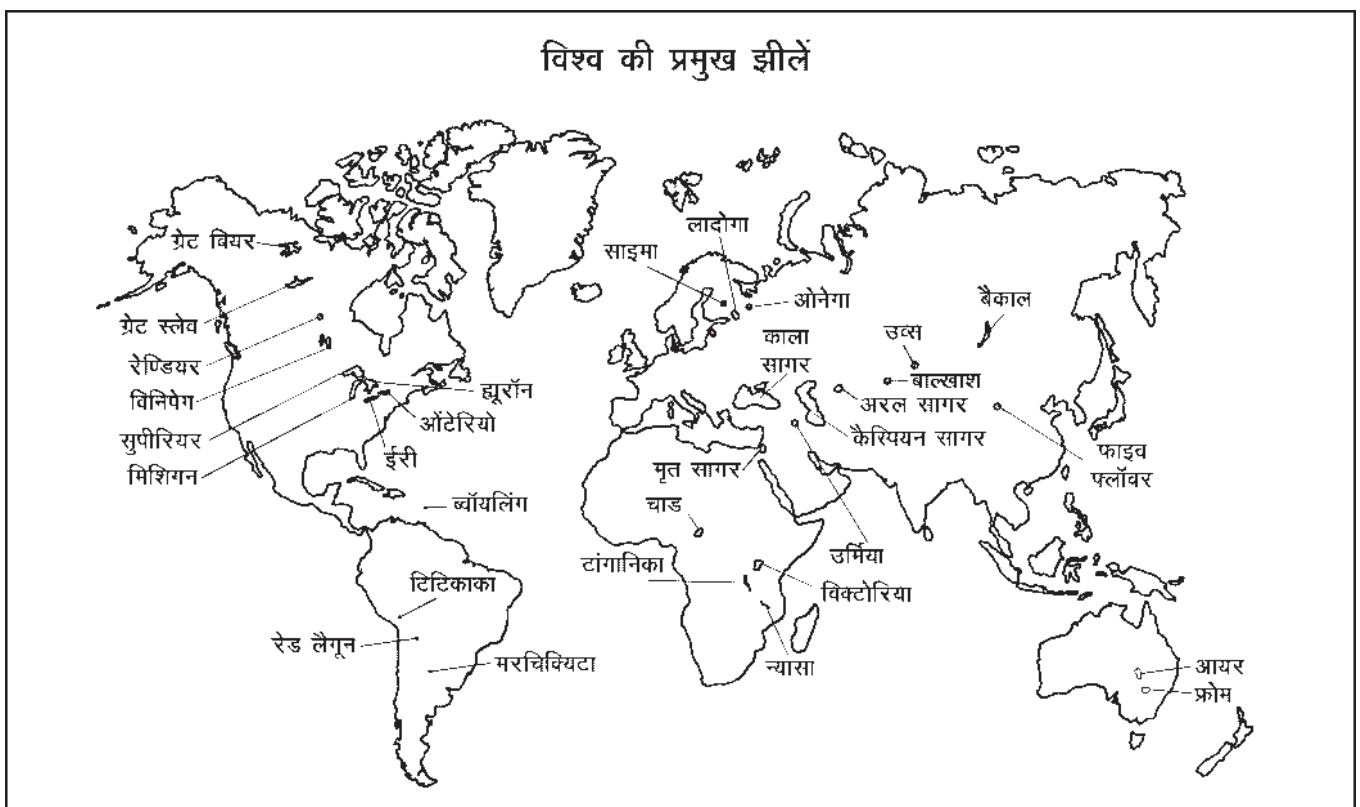 विश्व की प्रमुख झीलें
ग्रेट बियर
ग्रेट स्लेव
रेण्डियर
विनिपेग
सुपीरियर
मिशिगन
ह्यूरॉन
ओंटेरियो
ईरी
ब्वॉयलिंग
टिटिकाका
रेड लैगून
मरचिक्यिटा
लादोगा
साइमा
ओनेगा
काला
सागर
बैकाल
उव्स
बाल्खाश
अरल सागर
कैस्पियन सागर
मृत सागर
फाइव
फ्लॉवर
चाड
उर्मिया
टांगानिका
विक्टोरिया
न्यासा
आयर
फ्रोम